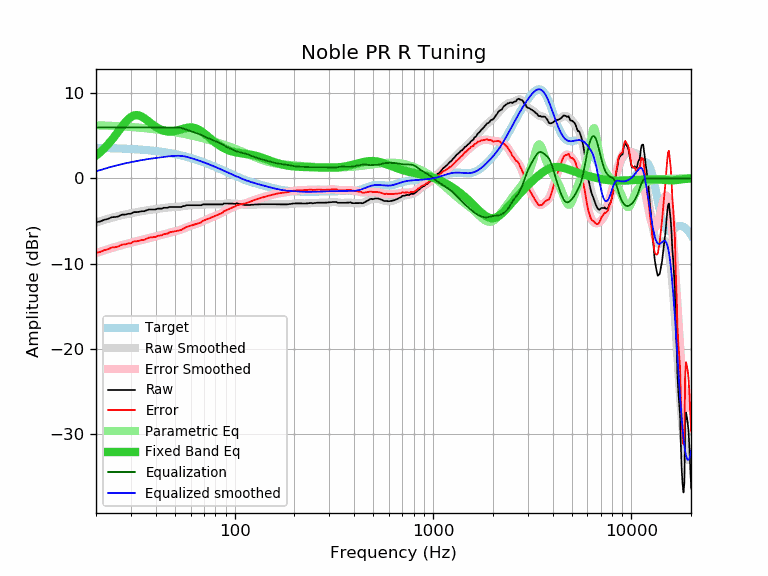 Noble PR R Tuning
10
0
−10
−20
−30
Amplitude (dBr)
Target
Raw Smoothed
Error Smoothed
Raw
Error
Parametric Eq
Fixed Band Eq
Equalization
Equalized smoothed
100
1000
10000
Frequency (Hz)